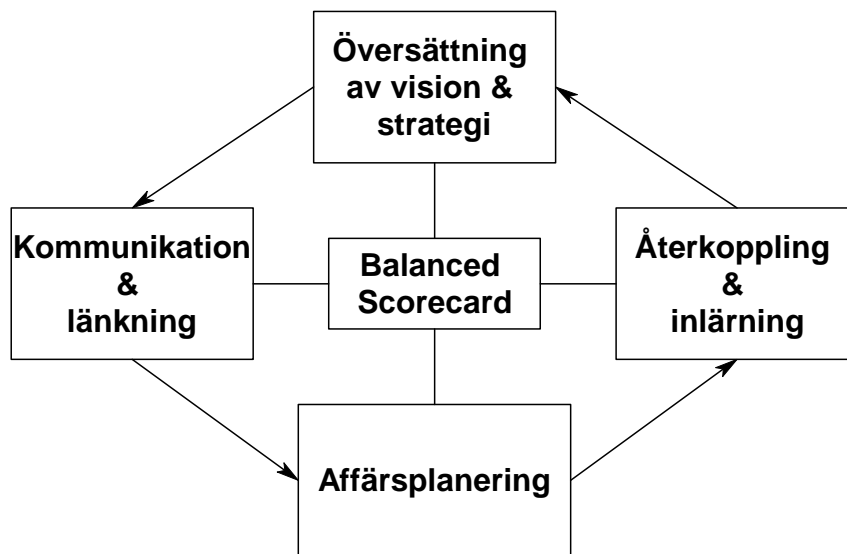 Översättning
av vision &
strategi
Kommunikation
&
länkning
Balanced
Scorecard
Återkoppling
&
inlärning
Affärsplanering